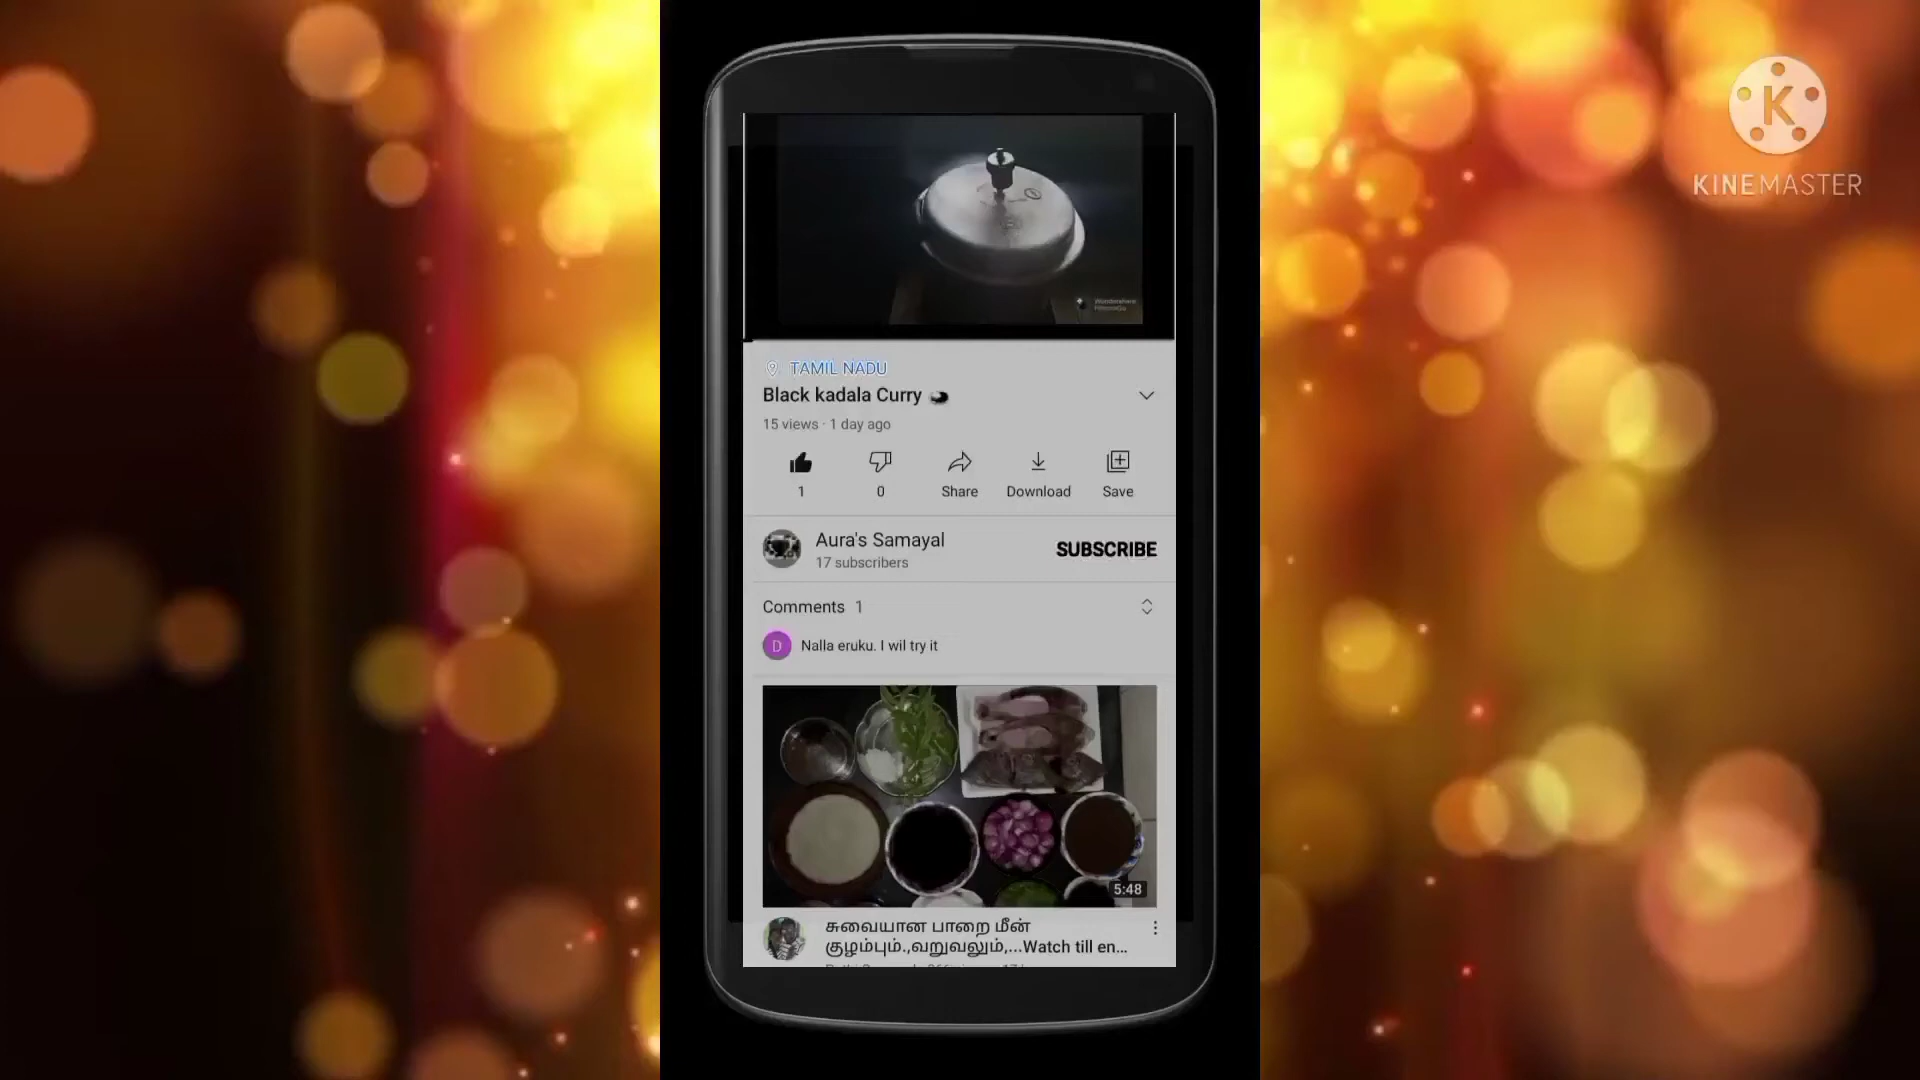 KINEMASTER
TAMIL NADU
Black kadala Curry
15 views · 1 day ago
1
0
Share
Download
Save
Aura's Samayal
17 subscribers
SUBSCRIBE
Comments 1
D
Nalla eruku. I wil try it
5:48
சுவையான பாறை மீன்
குழம்பும்.,வறுவலும்,...Watch till en...